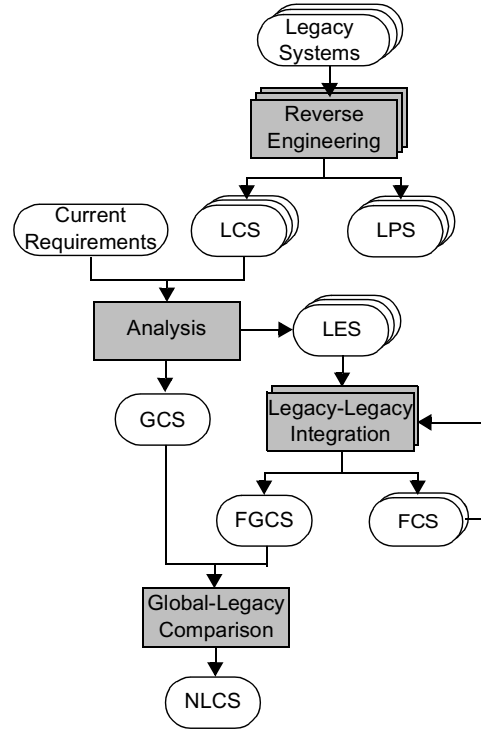 Legacy
Systems
Reverse
Engineering
Current
Requirements
LCS
LPS
Analysis
LES
GCS
Legacy-Legacy
Integration
FGCS
FCS
Global-Legacy
Comparison
NLCS